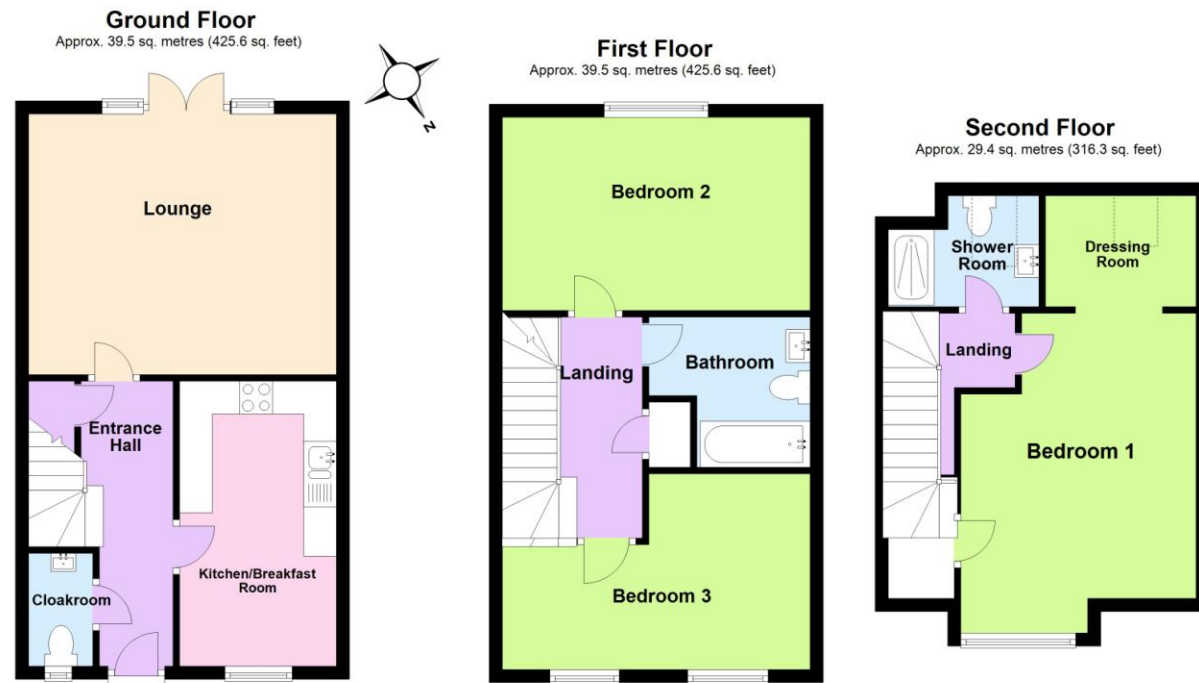 Ground Floor
Approx. 39.5 sq. metres (425.6 sq. feet)
Lounge
Entrance
Hall
Kitchen/Breakfast
Room
Cloakroom
N
First Floor
Approx. 39.5 sq. metres (425.6 sq. feet)
Bedroom 2
Landing
Bathroom
Bedroom 3
Second Floor
Approx. 29.4 sq. metres (316.3 sq. feet)
Shower
Room
Dressing
Room
Landing
Bedroom 1